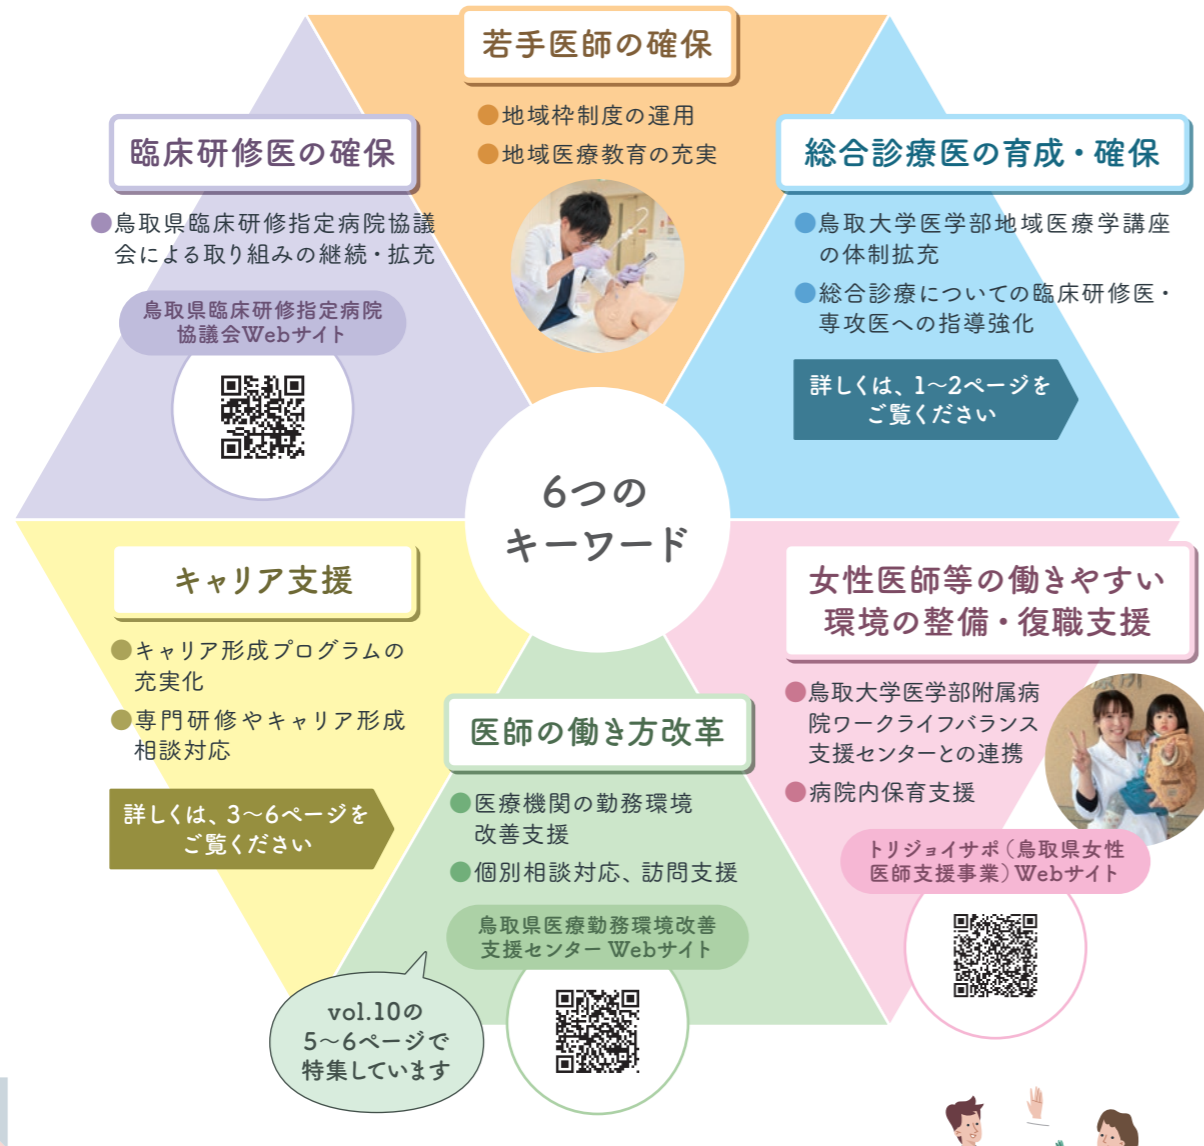 若手医師の確保
●地域枠制度の運用
●地域医療教育の充実
臨床研修医の確保
●鳥取県臨床研修指定病院協議
会による取り組みの継続・拡充
鳥取県臨床研修指定病院
協議会Webサイト
総合診療医の育成・確保
●鳥取大学医学部地域医療学講座
の体制拡充
●総合診療についての臨床研修医・
専攻医への指導強化
詳しくは、1〜2ページを
ご覧ください
6つの
キーワード
キャリア支援
●キャリア形成プログラムの
充実化
●専門研修やキャリア形成
相談対応
詳しくは、3〜6ページを
ご覧ください
医師の働き方改革
●医療機関の勤務環境
改善支援
●個別相談対応、訪問支援
鳥取県医療勤務環境改善
支援センター Webサイト
vol.10の
5〜6ページで
特集しています
女性医師等の働きやすい
環境の整備・復職支援
●鳥取大学医学部附属病
院ワークライフバランス
支援センターとの連携
●病院内保育支援
トリジョイサポ（鳥取県女性
医師支援事業）Webサイト